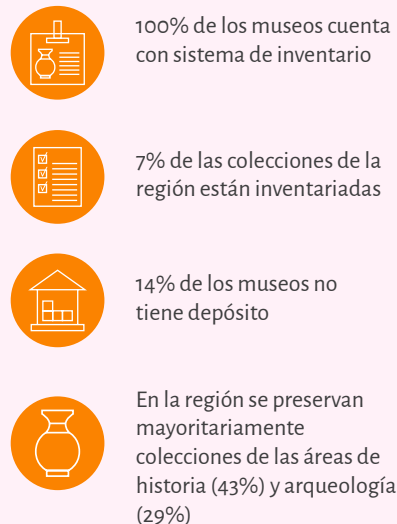 100% de los museos cuenta
con sistema de inventario
7% de las colecciones de la
región están inventariadas
14% de los museos no
tiene depósito
En la región se preservan
mayoritariamente
colecciones de las áreas de
historia (43%) y arqueología
(29%)